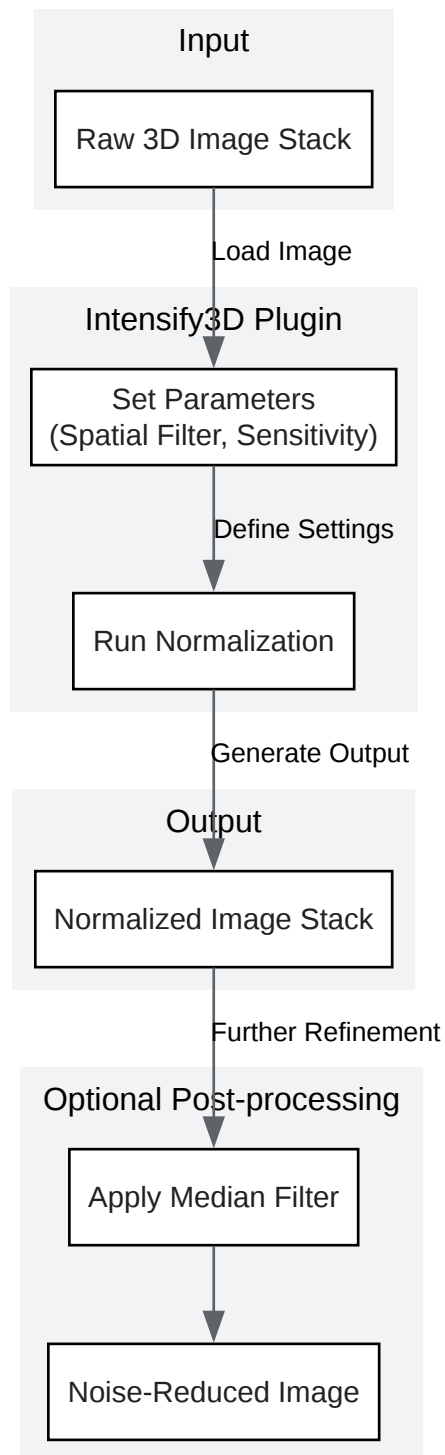 Input
Raw 3D Image Stack
Load Image
Intensify3D Plugin
Set Parameters
(Spatial Filter, Sensitivity)
Define Settings
Run Normalization
Generate Output
Output
Normalized Image Stack
Further Refinement
Optional Post-processing
Apply Median Filter
Noise-Reduced Image